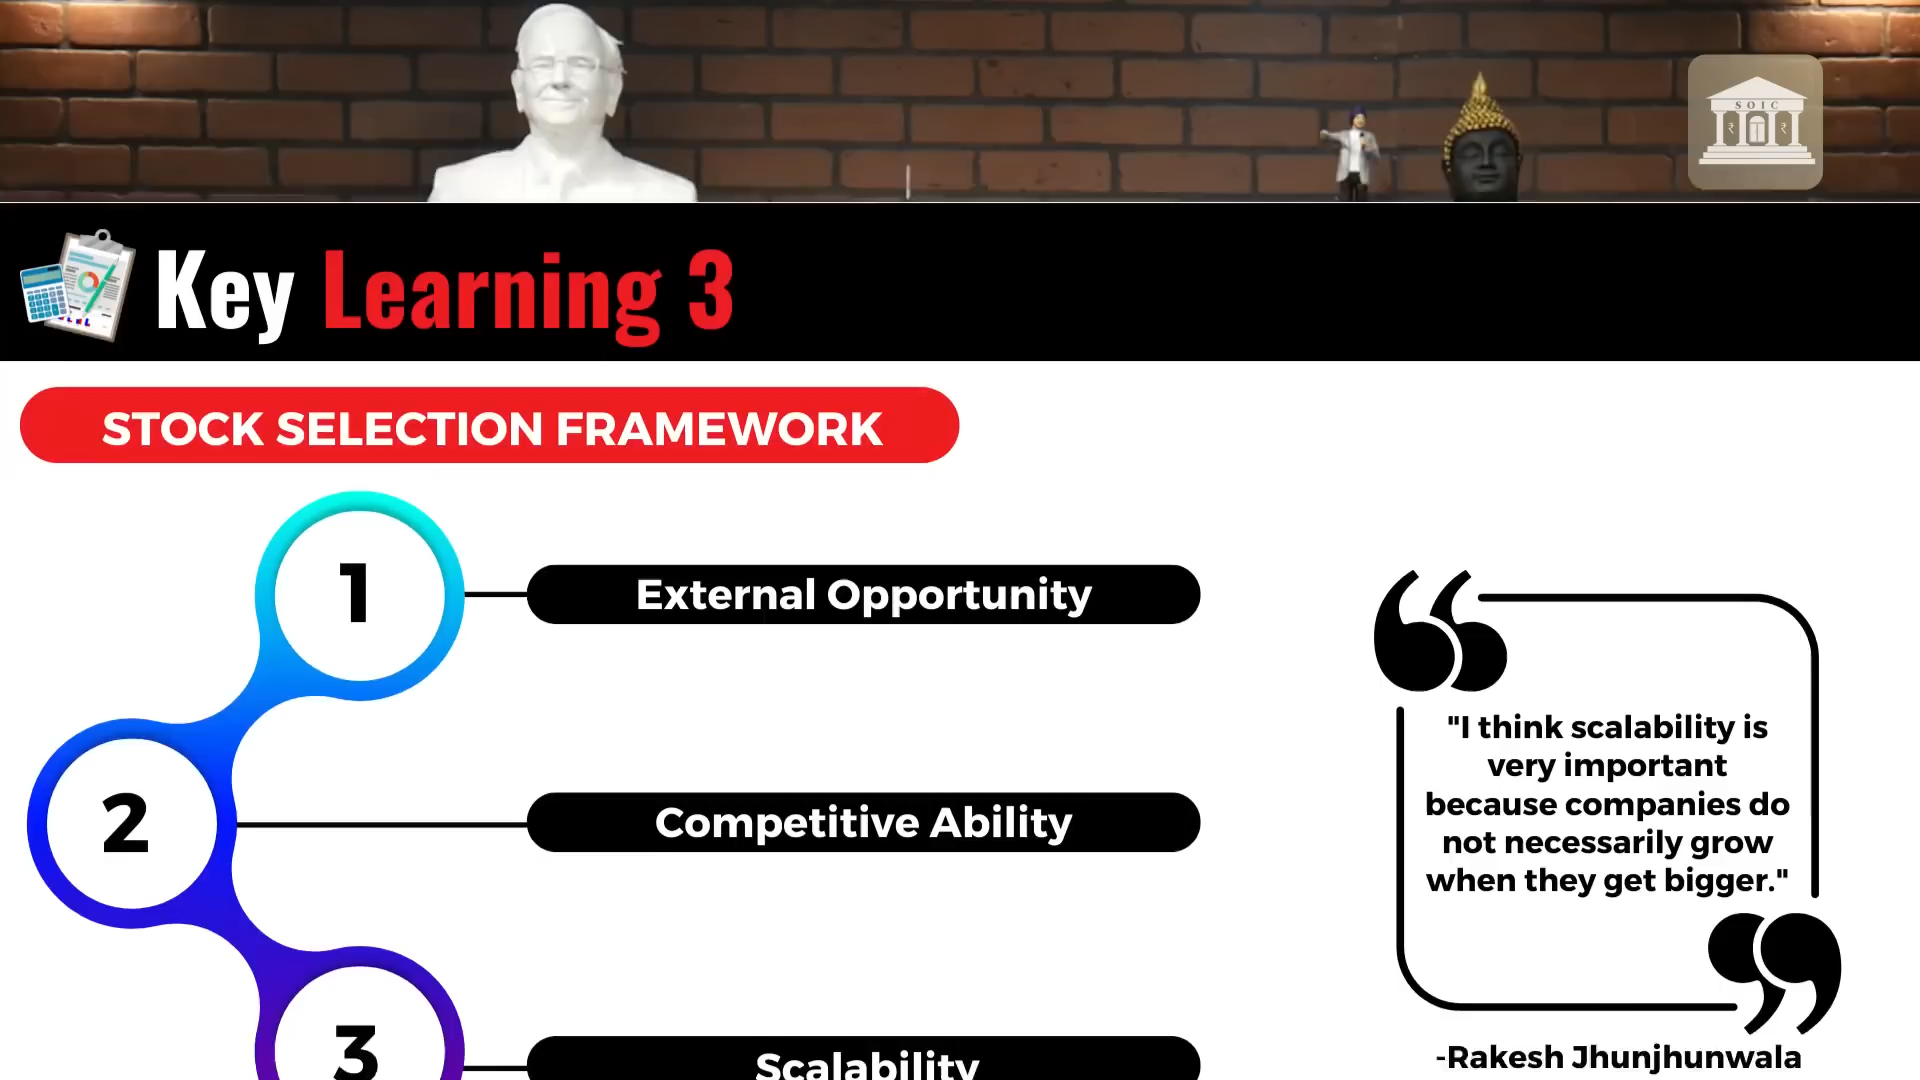 SOIC
Key Learning 3
STOCK SELECTION FRAMEWORK
1
External Opportunity
2
Competitive Ability
3
Scalability
"I think scalability is
very important
because companies do
not necessarily grow
when they get bigger."
-Rakesh Jhunjhunwala